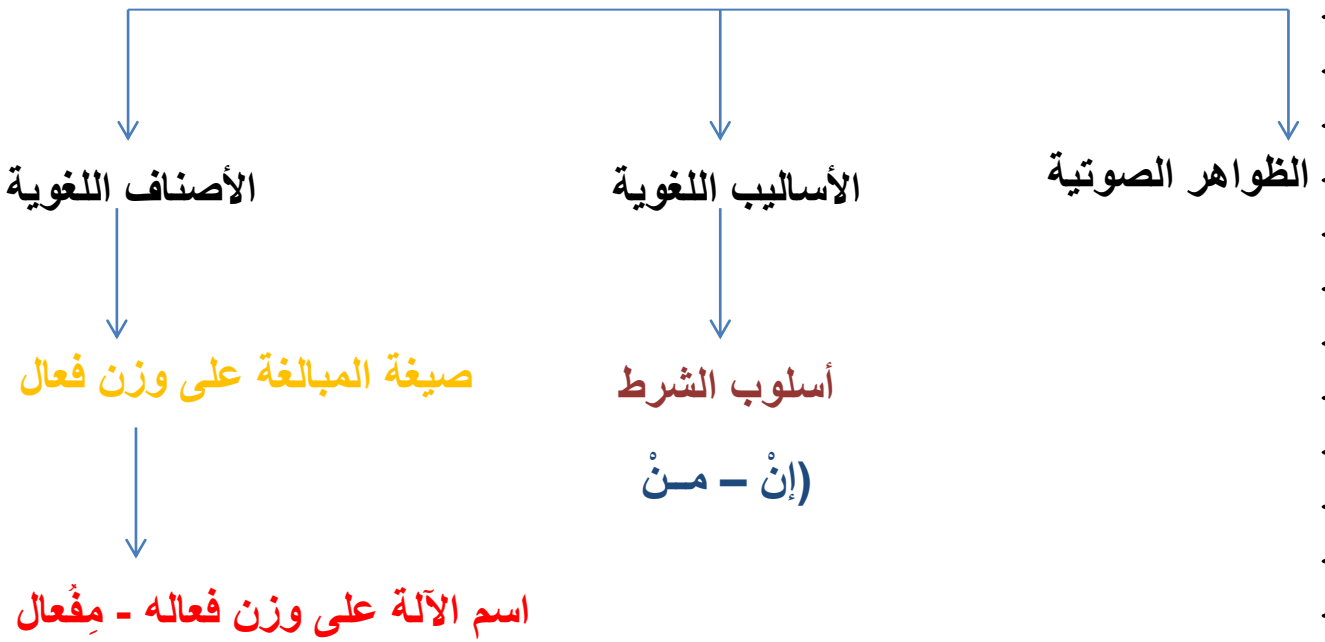 الظواهر الصوتية
الأساليب اللغوية
الأصناف اللغوية
أسلوب الشرط
صيغة المبالغة على وزن فعال
(إنْ – مــنْ
اسم الآلة على وزن فعاله - مِفُعال